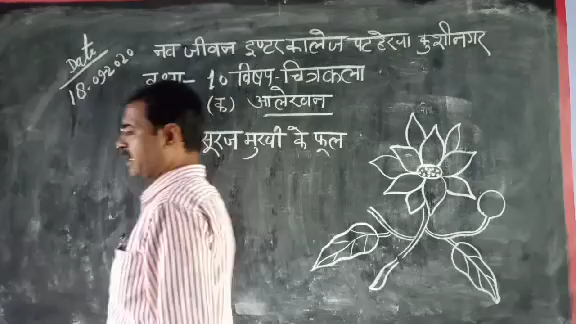 Date
18.09.2020
नव जीवन इण्टर कालेज पटहेरवा कुशीनगर
कक्षा- 10 विषय-चित्रकला
(क) आलेखन
सूरज मुखी के फूल